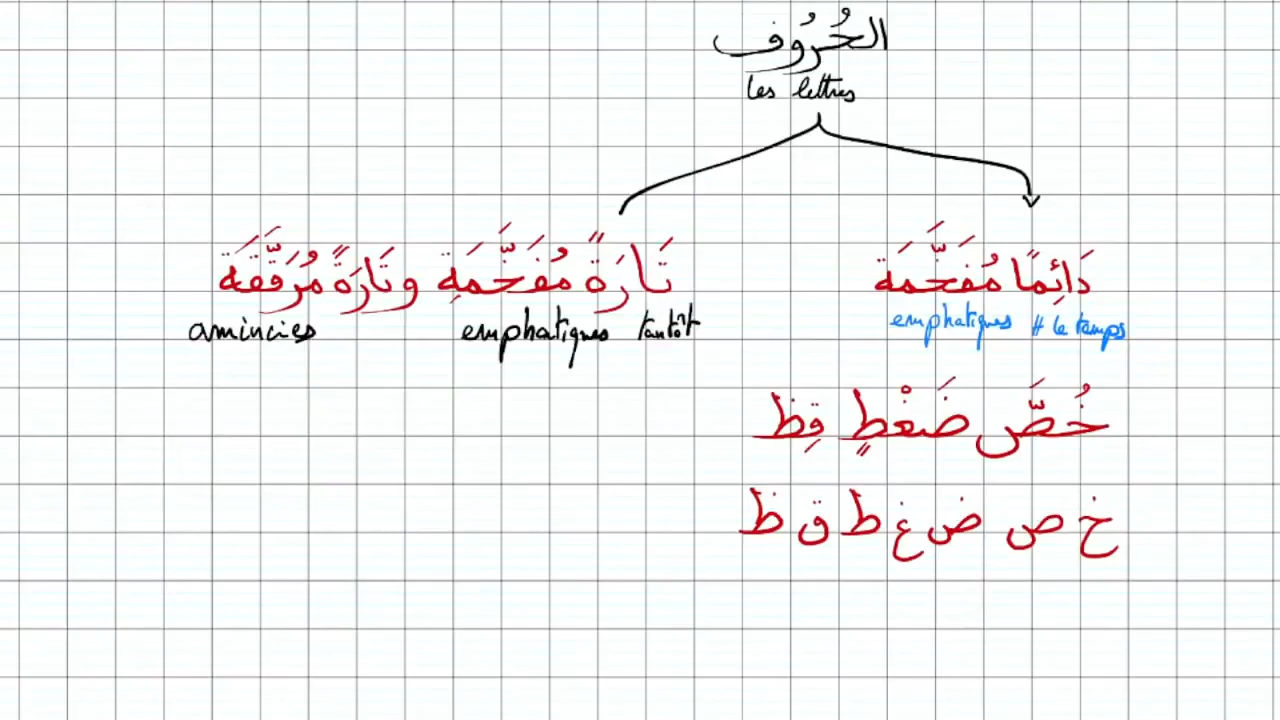 الحُرُوف
les lettres
دَائِمًا مُفَخَّمَة
emphatiques # le temps
تَارَةً مُفَخَّمَةِ وتَارَةً مُرَقَّقَة
amincies emphatiques tantôt
خُصَّ ضَغْطٍ قِظ
خ ص ض غ ط ق ظ